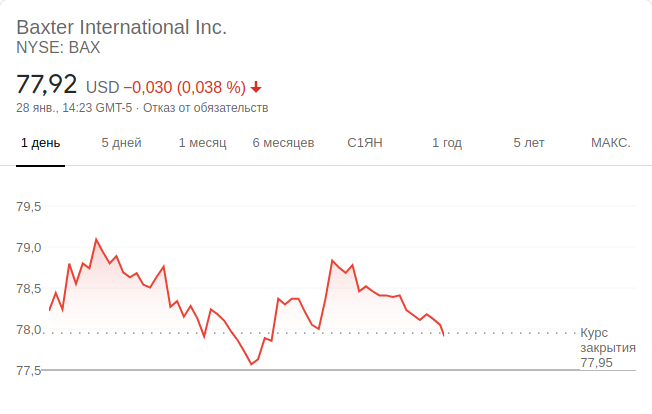 Baxter International Inc.
NYSE: BAX
77,92 USD −0,030 (0,038 %)
28 янв., 14:23 GMT-5 · Отказ от обязательств
1 день 5 дней 1 месяц 6 месяцев С1ЯН 1 год 5 лет МАКС.
79,5
79,0
78,5
78,0
Курс
закрытия
77,95
77,5